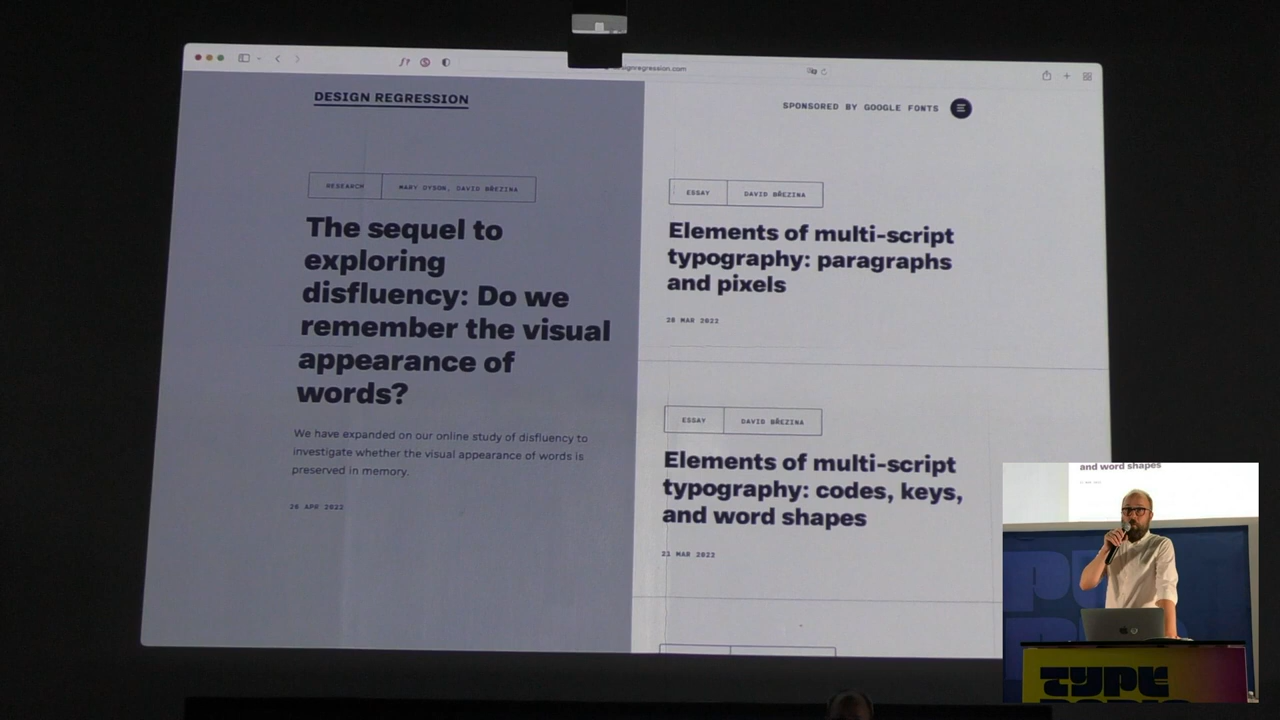 designregression.com
DESIGN REGRESSION
SPONSORED BY GOOGLE FONTS
RESEARCH
MARY DYSON, DAVID BŘEZINA
The sequel to
exploring
disfluency: Do we
remember the visual
appearance of
words?
We have expanded on our online study of disfluency to
investigate whether the visual appearance of words is
preserved in memory.
26 APR 2022
ESSAY
DAVID BŘEZINA
Elements of multi-script
typography: paragraphs
and pixels
28 MAR 2022
ESSAY
DAVID BŘEZINA
Elements of multi-script
typography: codes, keys,
and word shapes
21 MAR 2022
and word shapes
TYPE